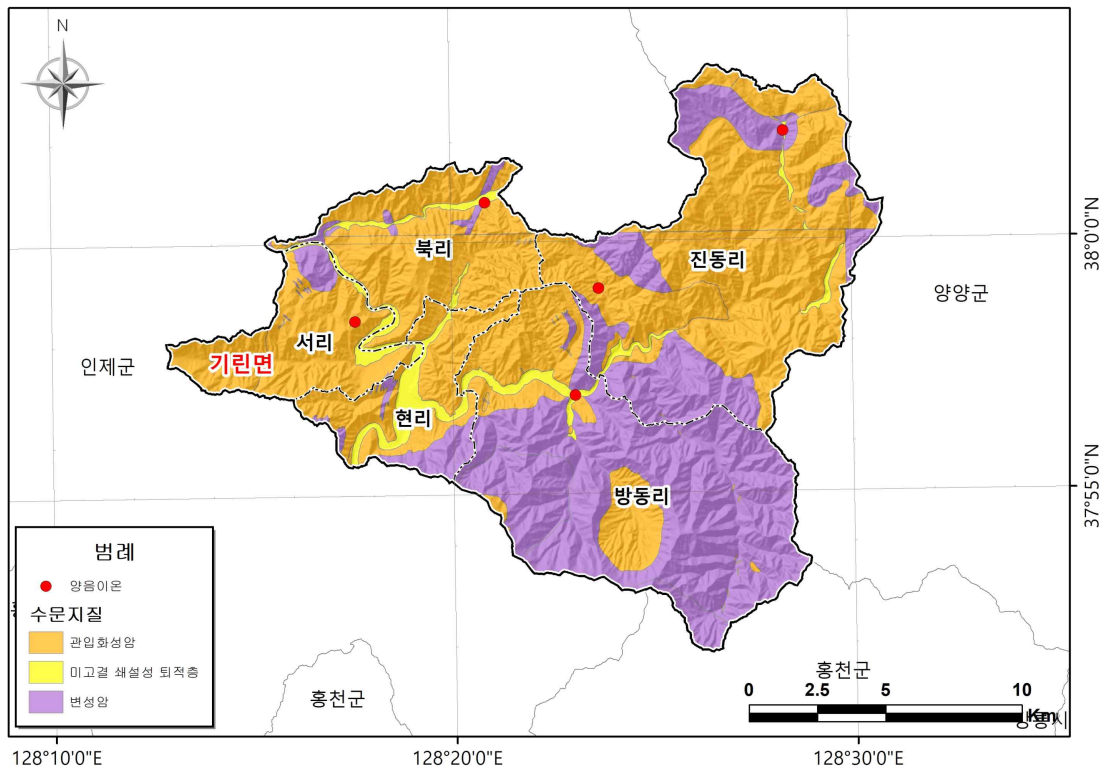 N
북리
진동리
양양군
서리
기린면
인제군
현리
방동리
38°0'0"N
37°55'0"N
범례
양음이온
수문지질
관입화성암
미고결 쇄설성 퇴적층
변성암
홍천군
홍천군
0 2.5 5 10
Km
128°10'0"E 128°20'0"E 128°30'0"E